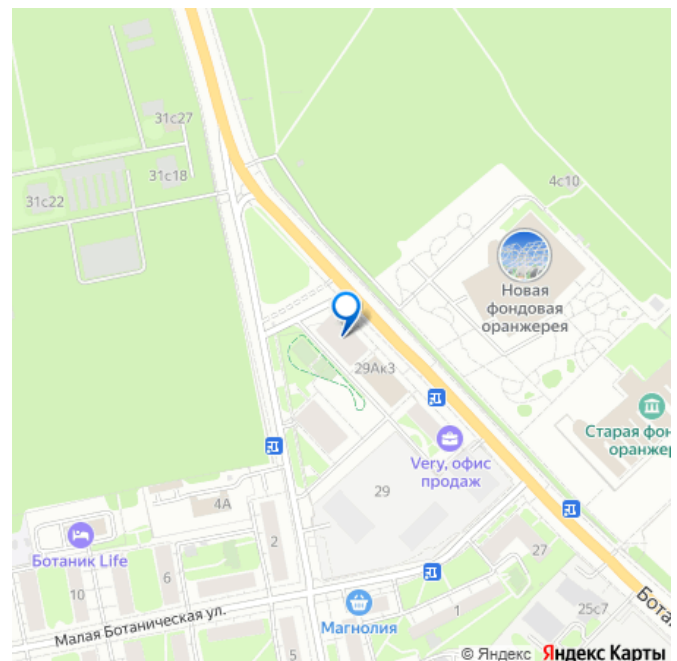 31с27
31с18
31с22
4с10
Новая
фондовая
оранжерея
29Ак3
Старая фон
оранжер
Very, офис
продаж
29
4А
2
Ботаник Life
6
10
27
Малая Ботаническая ул.
Магнолия
1
5
25с7
Бота
© Яндекс Яндекс Карты